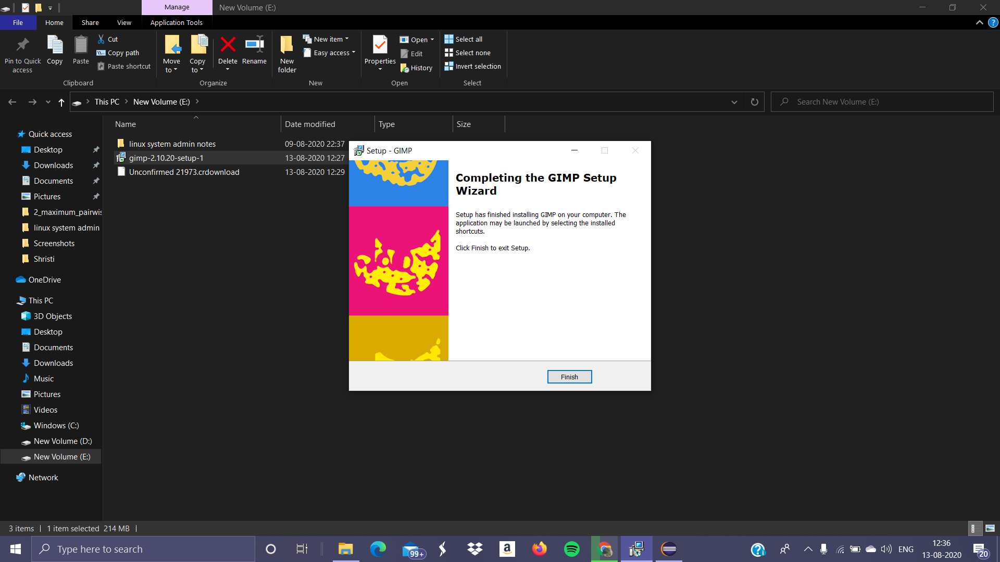 Manage
New Volume (E:)
File
Home
Share
View
Application Tools
Pin to Quick
access
Copy
Paste
Cut
Copy path
Paste shortcut
Clipboard
Move
to
Copy
to
Delete
Rename
Organize
New
folder
New item
Easy access
New
Properties
Open
Edit
History
Open
Select all
Select none
Invert selection
Select
This PC
New Volume (E:)
Search New Volume (E:)
Name
Date modified
Type
Size
linux system admin notes
09-08-2020 22:37
gimp-2.10.20-setup-1
13-08-2020 12:27
Unconfirmed 21973.crdownload
13-08-2020 12:29
Quick access
Desktop
Downloads
Documents
Pictures
2_maximum_pairwis
linux system admin
Screenshots
Shristi
OneDrive
This PC
3D Objects
Desktop
Documents
Downloads
Music
Pictures
Videos
Windows (C:)
New Volume (D:)
New Volume (E:)
Network
Setup - GIMP
Completing the GIMP Setup
Wizard
Setup has finished installing GIMP on your computer. The
application may be launched by selecting the installed
shortcuts.
Click Finish to exit Setup.
Finish
3 items
1 item selected 214 MB
Type here to search
99+
a
ENG
12:36
13-08-2020
20